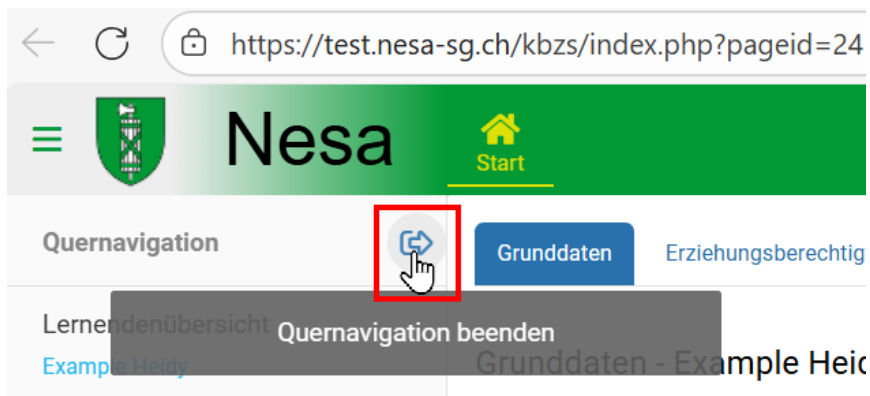 https://test.nesa-sg.ch/kbzs/index.php?pageid=24
Nesa
Start
Quernavigation
Grunddaten
Erziehungsberechtig
Lernendenübersicht
Quernavigation beenden
Example Heidy
Grunddaten - Example Heid